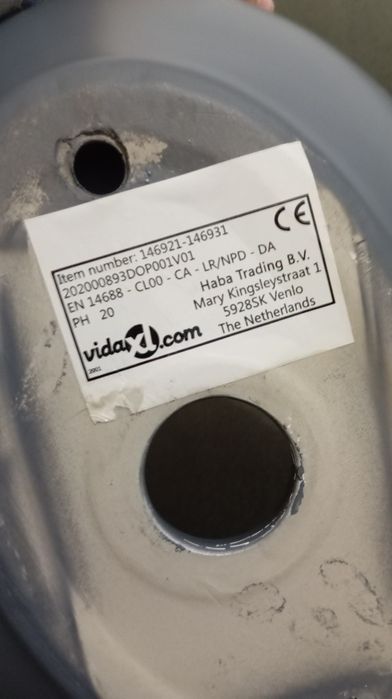 Item number: 146921-146931
202000893DOP001V01
EN 14688 - CL00 - CA - LR/NPD - DA
PH 20
CE
Haba Trading B.V.
Mary Kingsleystraat 1
5928SK Venlo
The Netherlands
vidaXL.com